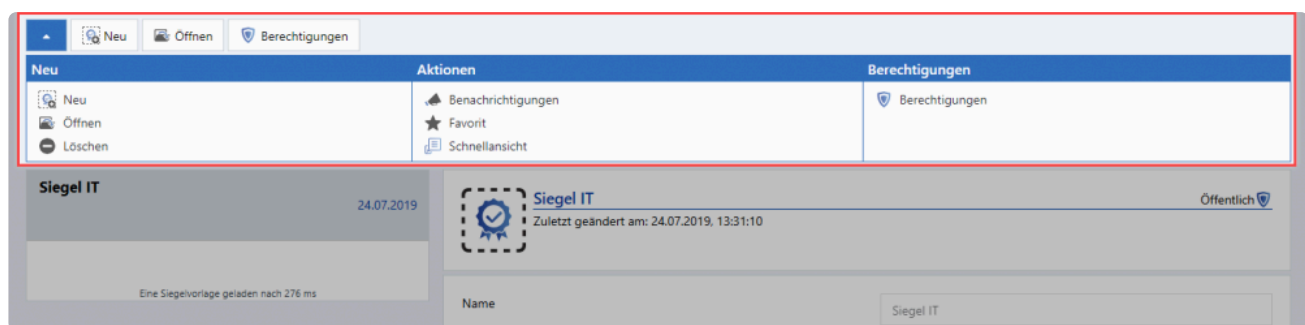 Neu Öffnen Berechtigungen
Neu Aktionen Berechtigungen
Neu Benachrichtigungen Berechtigungen
Öffnen Favorit
Löschen Schnellansicht
Siegel IT
24.07.2019
Eine Siegelvorlage geladen nach 276 ms
Siegel IT Öffentlich
Zuletzt geändert am: 24.07.2019, 13:31:10
Name Siegel IT